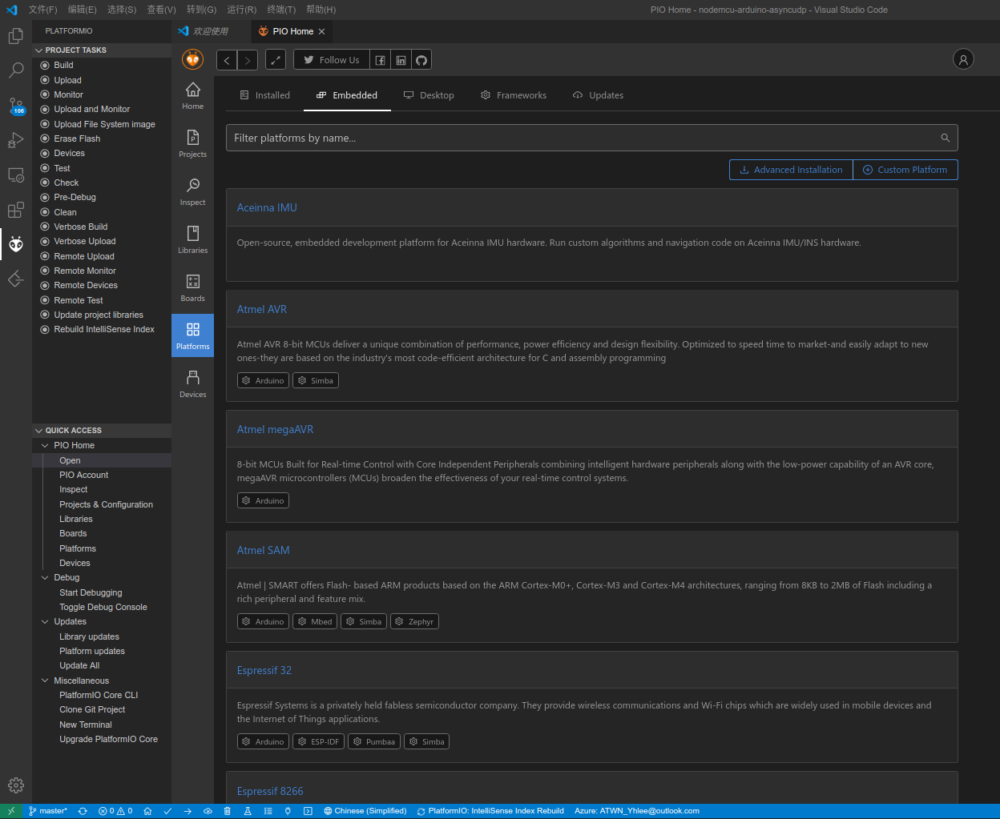 文件(F) 编辑(E) 选择(S) 查看(V) 转到(G) 运行(R) 终端(T) 帮助(H) PIO Home - nodemcu-arduino-asyncudp - Visual Studio Code
PLATFORMIO
PROJECT TASKS
Build
Upload
Monitor
Upload and Monitor
Upload File System image
Erase Flash
Devices
Test
Check
Pre-Debug
Clean
Verbose Build
Verbose Upload
Remote Upload
Remote Monitor
Remote Devices
Remote Test
Update project libraries
Rebuild IntelliSense Index
QUICK ACCESS
PIO Home
Open
PIO Account
Inspect
Projects & Configuration
Libraries
Boards
Platforms
Devices
Debug
Start Debugging
Toggle Debug Console
Updates
Library updates
Platform updates
Update All
Miscellaneous
PlatformIO Core CLI
Clone Git Project
New Terminal
Upgrade PlatformIO Core
106
欢迎使用 PIO Home
Follow Us
Home
Projects
Inspect
Libraries
Boards
Platforms
Devices
Installed Embedded Desktop Frameworks Updates
Filter platforms by name...
Advanced Installation Custom Platform
Aceinna IMU
Open-source, embedded development platform for Aceinna IMU hardware. Run custom algorithms and navigation code on Aceinna IMU/INS hardware.
Atmel AVR
Atmel AVR 8-bit MCUs deliver a unique combination of performance, power efficiency and design flexibility. Optimized to speed time to market-and easily adapt to new
ones-they are based on the industry's most code-efficient architecture for C and assembly programming
Arduino Simba
Atmel megaAVR
8-bit MCUs Built for Real-time Control with Core Independent Peripherals combining intelligent hardware peripherals along with the low-power capability of an AVR core,
megaAVR microcontrollers (MCUs) broaden the effectiveness of your real-time control systems.
Arduino
Atmel SAM
Atmel | SMART offers Flash- based ARM products based on the ARM Cortex-M0+, Cortex-M3 and Cortex-M4 architectures, ranging from 8KB to 2MB of Flash including a
rich peripheral and feature mix.
Arduino Mbed Simba Zephyr
Espressif 32
Espressif Systems is a privately held fabless semiconductor company. They provide wireless communications and Wi-Fi chips which are widely used in mobile devices and
the Internet of Things applications.
Arduino ESP-IDF Pumbaa Simba
Espressif 8266
master* 0 0 Chinese (Simplified) PlatformIO: IntelliSense Index Rebuild Azure: ATWN_Yhlee@outlook.com